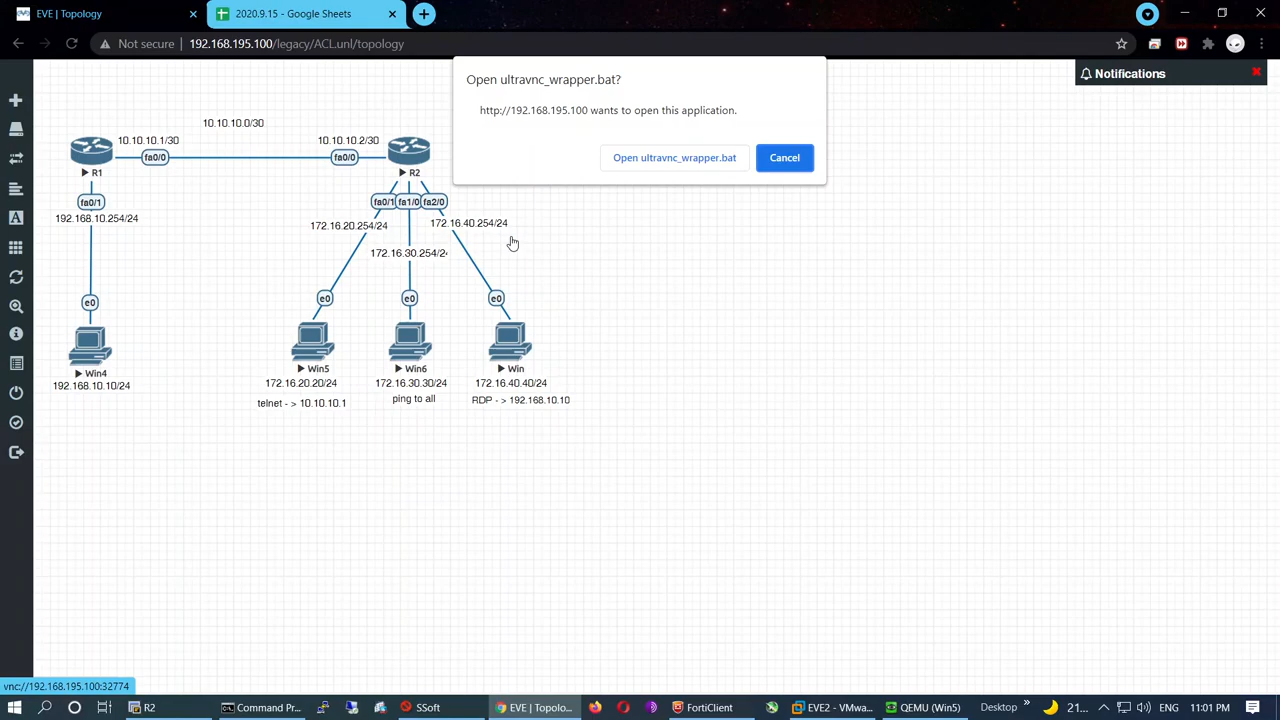 EVE | Topology
2020.9.15 - Google Sheets
Not secure
192.168.195.100/legacy/ACL.unl/topology
Open ultravnc_wrapper.bat?
http://192.168.195.100 wants to open this application.
Open ultravnc_wrapper.bat
Cancel
Notifications
10.10.10.0/30
10.10.10.1/30
10.10.10.2/30
fa0/0
fa0/0
R1
R2
fa0/1
fa0/1
fa1/0
fa2/0
192.168.10.254/24
172.16.20.254/24
172.16.40.254/24
172.16.30.254/24
e0
e0
e0
e0
Win4
Win5
Win6
Win
192.168.10.10/24
172.16.20.20/24
172.16.30.30/24
172.16.40.40/24
telnet - > 10.10.10.1
ping to all
RDP - > 192.168.10.10
vnc://192.168.195.100:32774
R2
Command Pr...
SSoft
EVE | Topolo...
FortiClient
EVE2 - VMwa...
QEMU (Win5)
Desktop
21...
ENG
11:01 PM